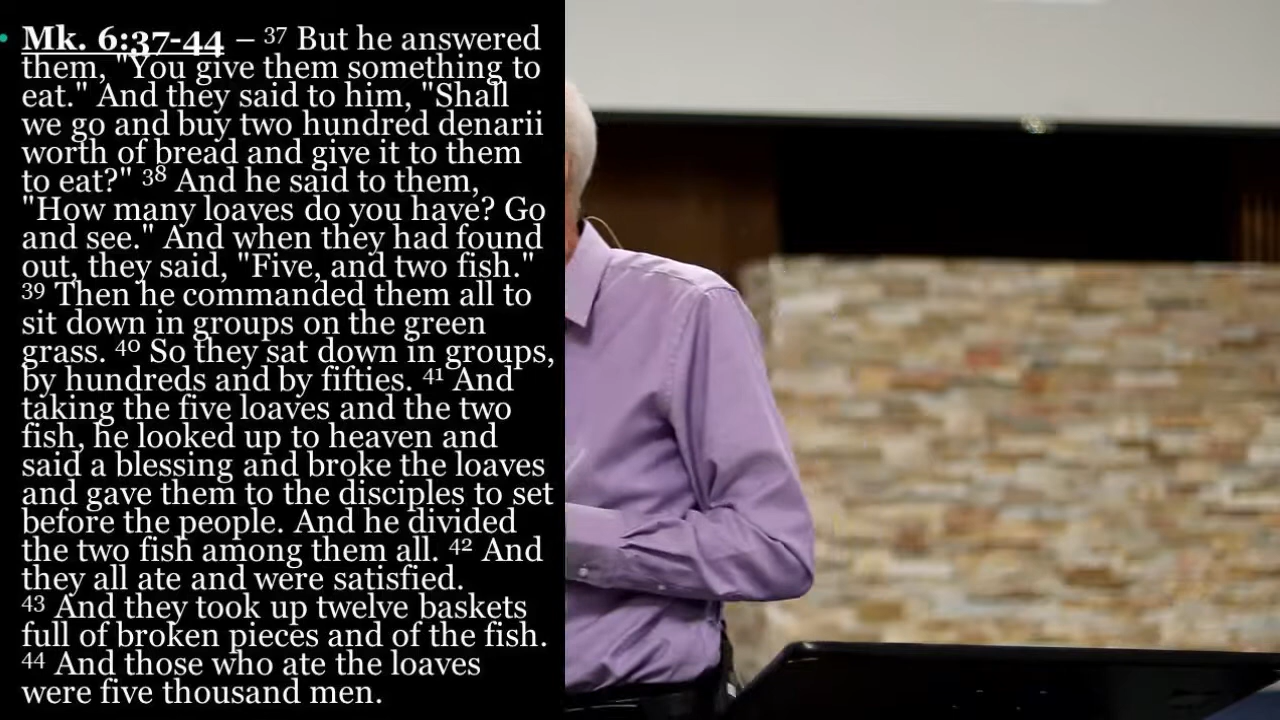 • Mk. 6:37-44 – 37 But he answered
them, "You give them something to
eat." And they said to him, "Shall
we go and buy two hundred denarii
worth of bread and give it to them
to eat?" 38 And he said to them,
"How many loaves do you have? Go
and see." And when they had found
out, they said, "Five, and two fish."
39 Then he commanded them all to
sit down in groups on the green
grass. 40 So they sat down in groups,
by hundreds and by fifties. 41 And
taking the five loaves and the two
fish, he looked up to heaven and
said a blessing and broke the loaves
and gave them to the disciples to set
before the people. And he divided
the two fish among them all. 42 And
they all ate and were satisfied.
43 And they took up twelve baskets
full of broken pieces and of the fish.
44 And those who ate the loaves
were five thousand men.